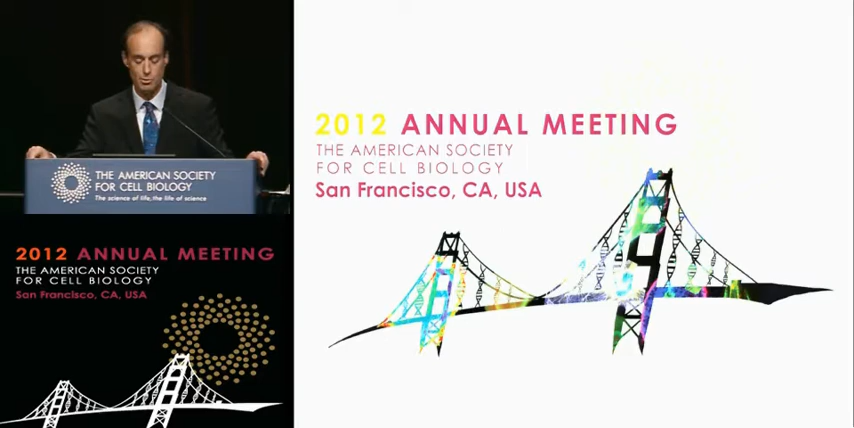 THE AMERICAN SOCIETY
FOR CELL BIOLOGY
The science of life, the life of science
2012 ANNUAL MEETING
THE AMERICAN SOCIETY
FOR CELL BIOLOGY
San Francisco, CA, USA
2012 ANNUAL MEETING
THE AMERICAN SOCIETY
FOR CELL BIOLOGY
San Francisco, CA, USA